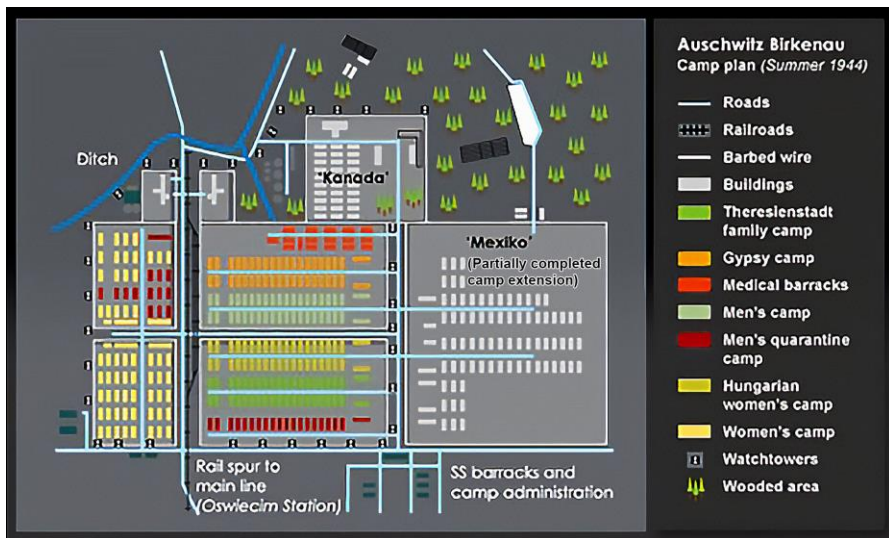 Ditch
'Kanada'
'Mexiko'
(Partially completed
camp extension)
Rail spur to
main line
(Oswiecim Station)
SS barracks and
camp administration
Auschwitz Birkenau
Camp plan (Summer 1944)
Roads
Railroads
Barbed wire
Buildings
Theresienstadt
family camp
Gypsy camp
Medical barracks
Men's camp
Men's quarantine
camp
Hungarian
women's camp
Women's camp
Watchtowers
Wooded area